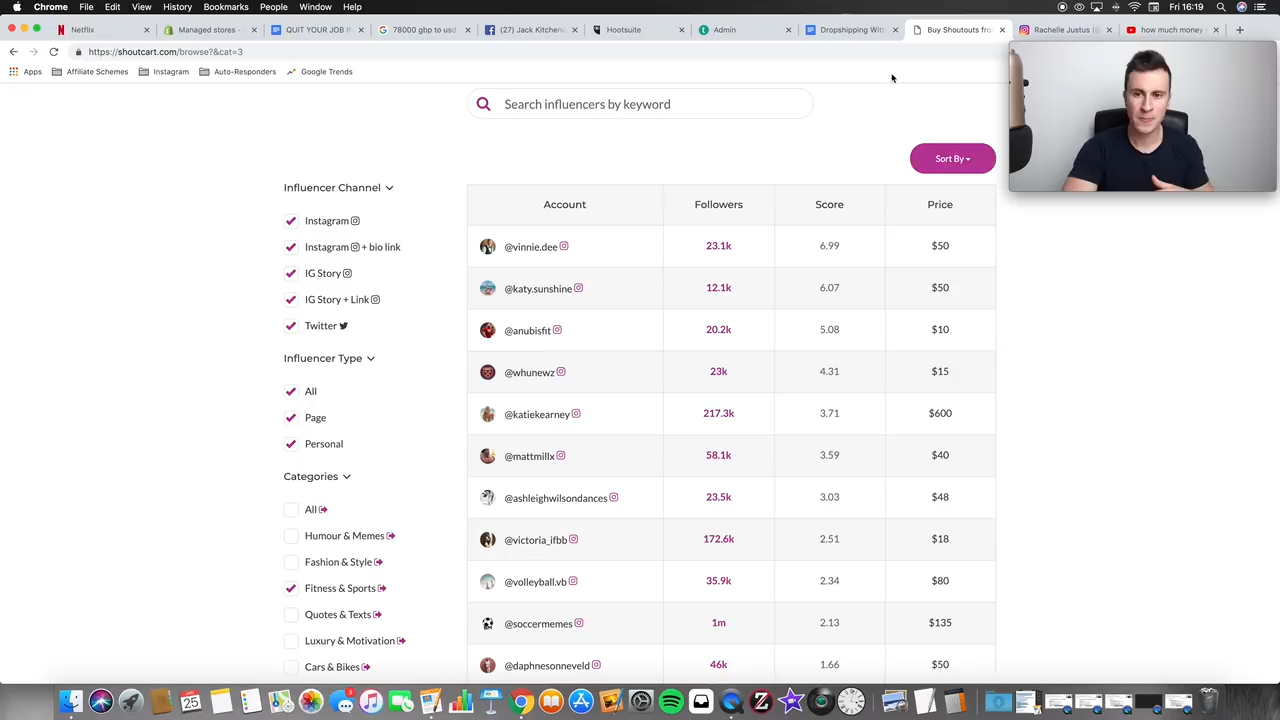 Chrome File Edit View History Bookmarks People Window Help Fri 16:19
Netflix Managed stores · QUIT YOUR JOB th 78000 gbp to usd (27) Jack Kitchene Hootsuite Admin Dropshipping With Buy Shoutouts from Rachelle Justus (@ how much money
https://shoutcart.com/browse?&cat=3
Apps Affiliate Schemes Instagram Auto-Responders Google Trends
Search influencers by keyword
Sort By
Influencer Channel
Instagram
Instagram + bio link
IG Story
IG Story + Link
Twitter
Influencer Type
All
Page
Personal
Categories
All
Humour & Memes
Fashion & Style
Fitness & Sports
Quotes & Texts
Luxury & Motivation
Cars & Bikes
Account Followers Score Price
@vinnie.dee 23.1k 6.99 $50
@katy.sunshine 12.1k 6.07 $50
@anubisfit 20.2k 5.08 $10
@whunewz 23k 4.31 $15
@katiekearney 217.3k 3.71 $600
@mattmillx 58.1k 3.59 $40
@ashleighwilsondances 23.5k 3.03 $48
@victoria_ifbb 172.6k 2.51 $18
@volleyball.vb 35.9k 2.34 $80
@soccermemes 1m 2.13 $135
@daphnesonneveld 46k 1.66 $50
3
25